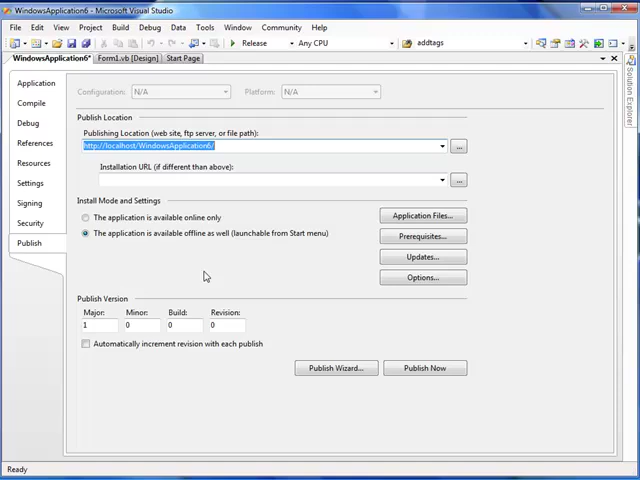 WindowsApplication6 - Microsoft Visual Studio
File Edit View Project Build Debug Data Tools Window Community Help
Release Any CPU addtags
WindowsApplication6* Form1.vb [Design] Start Page
Solution Explorer
Application
Compile
Debug
References
Resources
Settings
Signing
Security
Publish
Configuration: N/A Platform: N/A
Publish Location
Publishing Location (web site, ftp server, or file path):
http://localhost/WindowsApplication6/ ...
Installation URL (if different than above):
...
Install Mode and Settings
The application is available online only
The application is available offline as well (launchable from Start menu)
Application Files...
Prerequisites...
Updates...
Options...
Publish Version
Major: Minor: Build: Revision:
1 0 0 0
Automatically increment revision with each publish
Publish Wizard... Publish Now
Ready